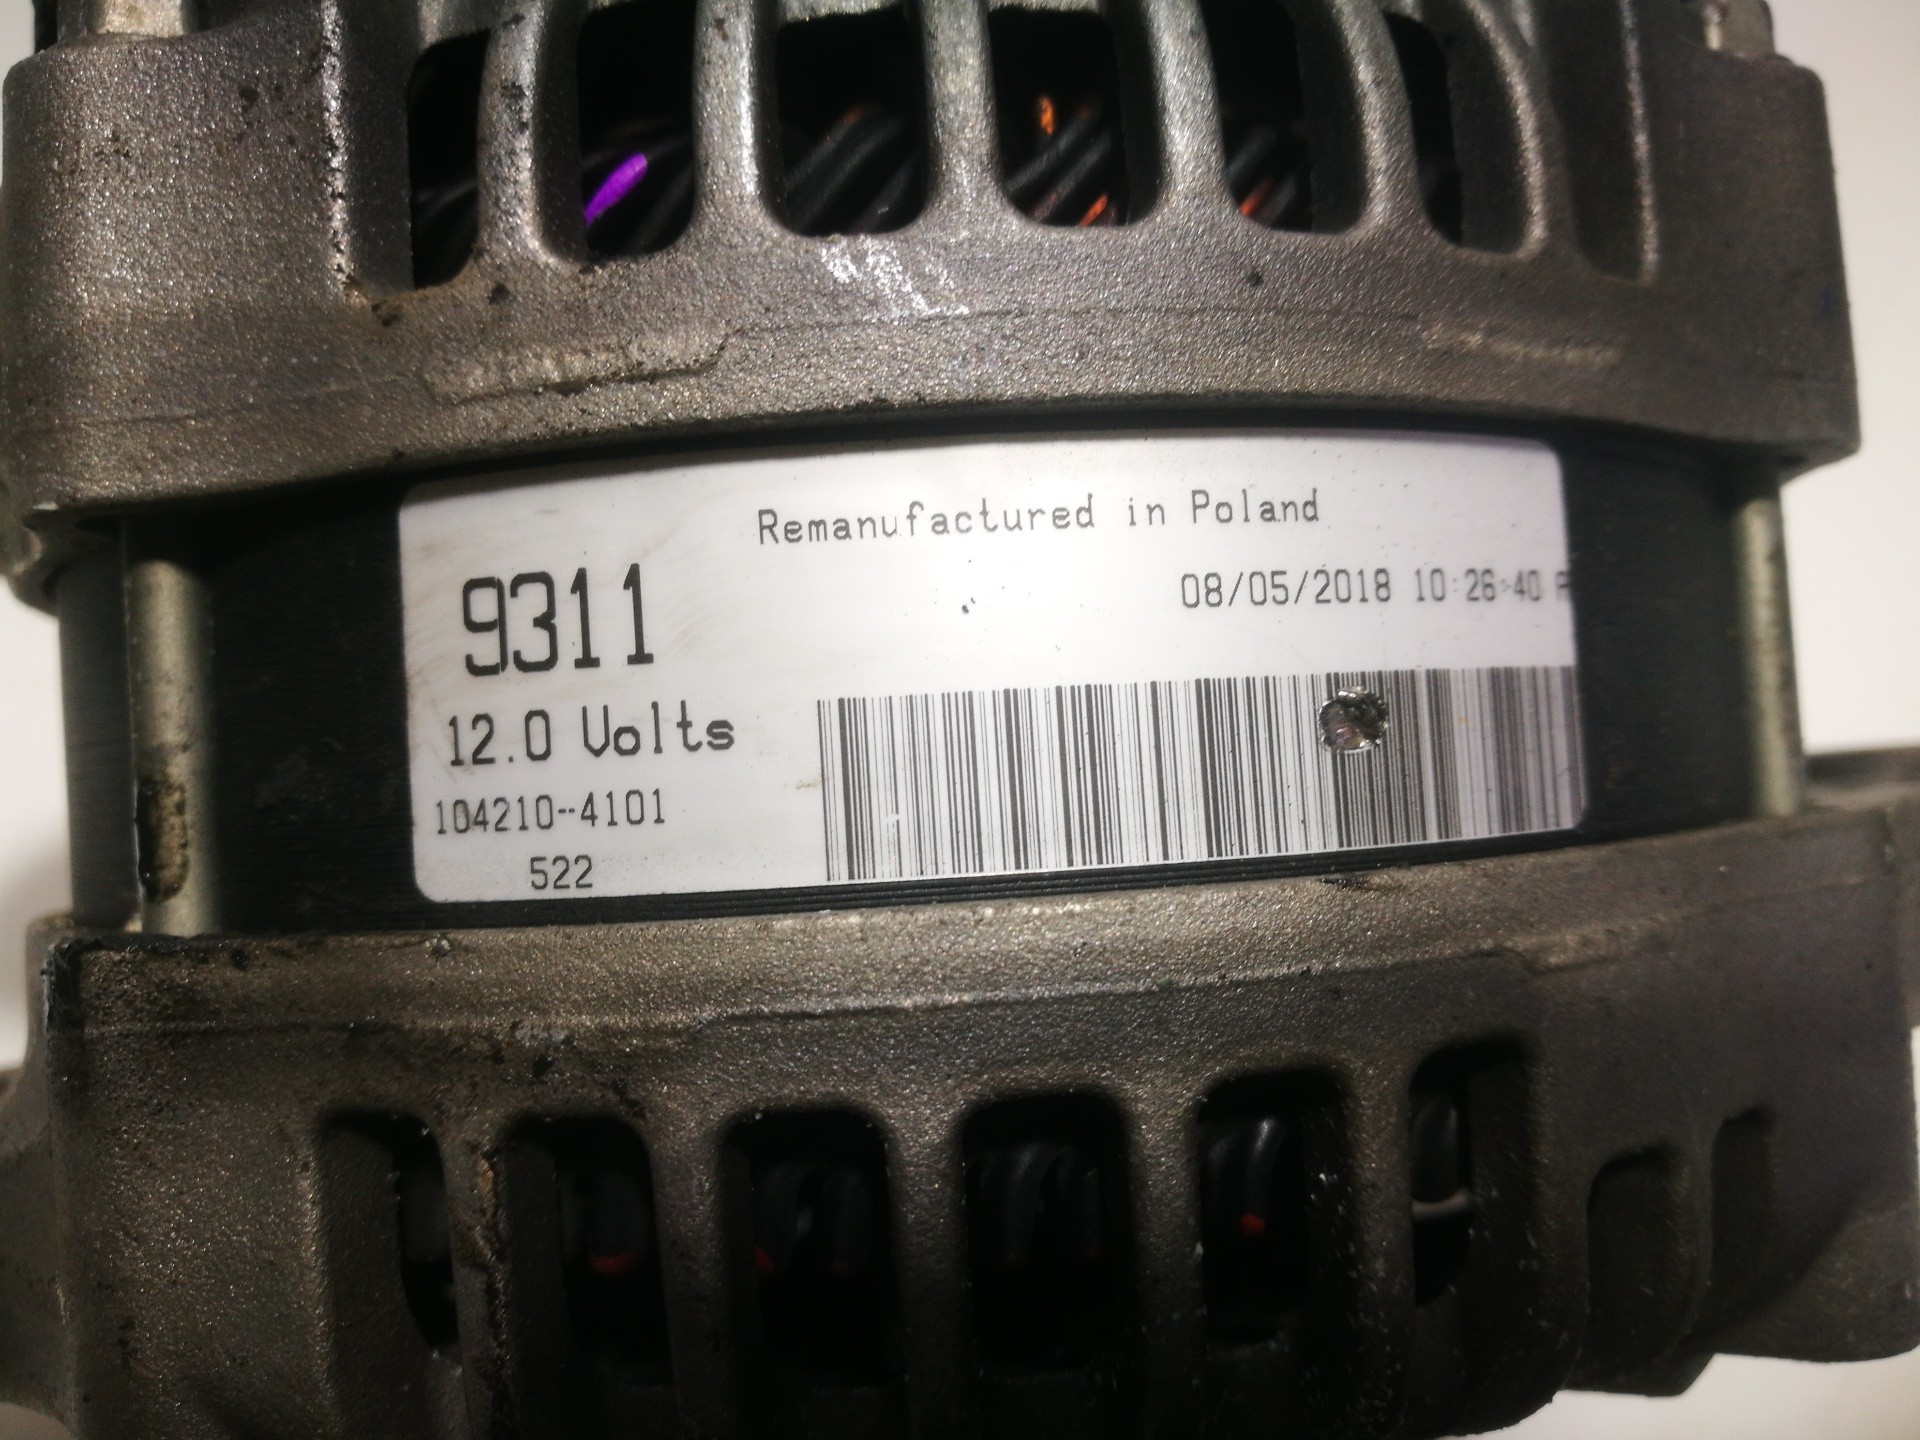 Remanufactured in Poland
9311
08/05/2018 10:26:40
12.0 Volts
104210--4101
522